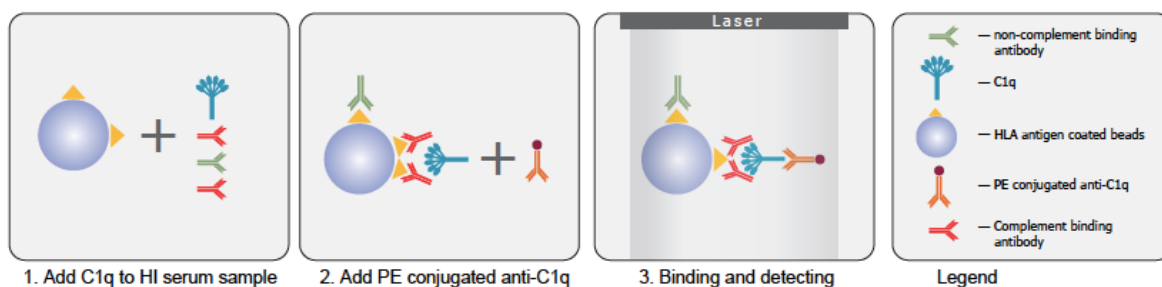 Laser
— non-complement binding
antibody
— C1q
— HLA antigen coated beads
— PE conjugated anti-C1q
— Complement binding
antibody
1. Add C1q to HI serum sample
2. Add PE conjugated anti-C1q
3. Binding and detecting
Legend